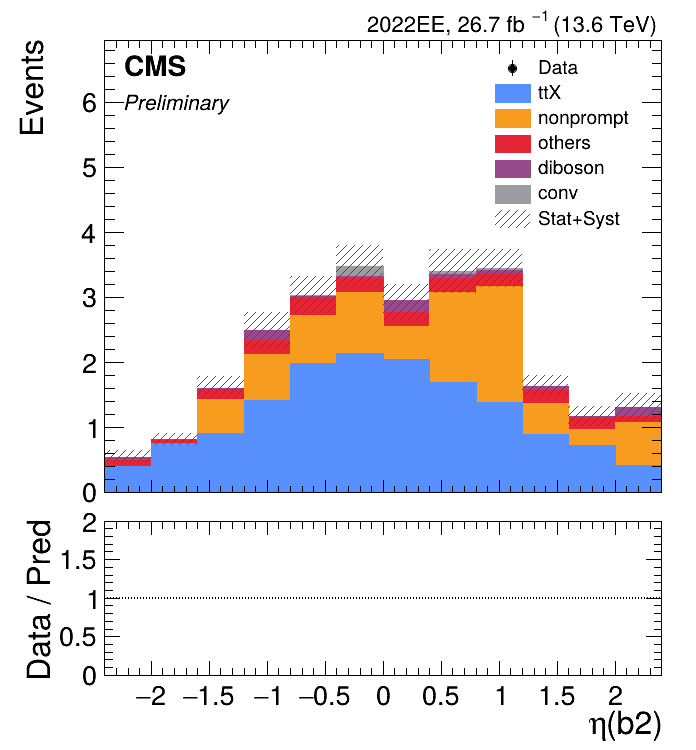 2022EE, 26.7 fb⁻¹ (13.6 TeV)
CMS
Preliminary
Data
ttX
nonprompt
others
diboson
conv
Stat+Syst
Events
6
5
4
3
2
1
0
Data / Pred
2
1.5
1
0.5
0
−2 −1.5 −1 −0.5 0 0.5 1 1.5 2
η(b2)